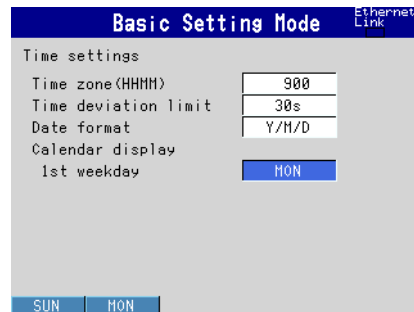 Basic Setting Mode
Ethernet
Link
Time settings
Time zone(HHMM) 900
Time deviation limit 30s
Date format Y/M/D
Calendar display
1st weekday MON
SUN MON